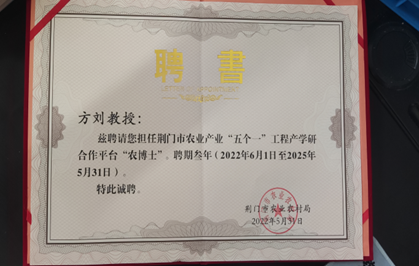 聘書
方刘教授：
兹聘请您担任荆门市农业产业“五个一”工程产学研
合作平台“农博士”。聘期叁年（2022年6月1日至2025年
5月31日）。
特此诚聘。
荆门市农业农村局
2022年5月31日